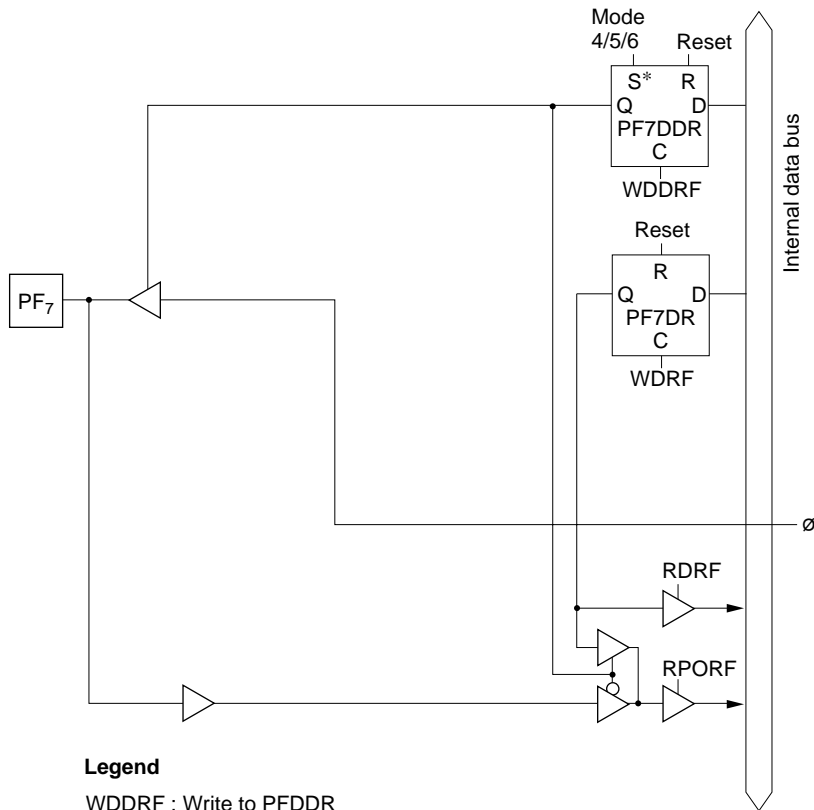 Mode
4/5/6
Reset
S* R
Q D
PF7DDR
C
WDDRF
Internal data bus
Reset
R
Q D
PF7DR
C
WDRF
PF7
ø
RDRF
RPORF
Legend
WDDRF : Write to PFDDR